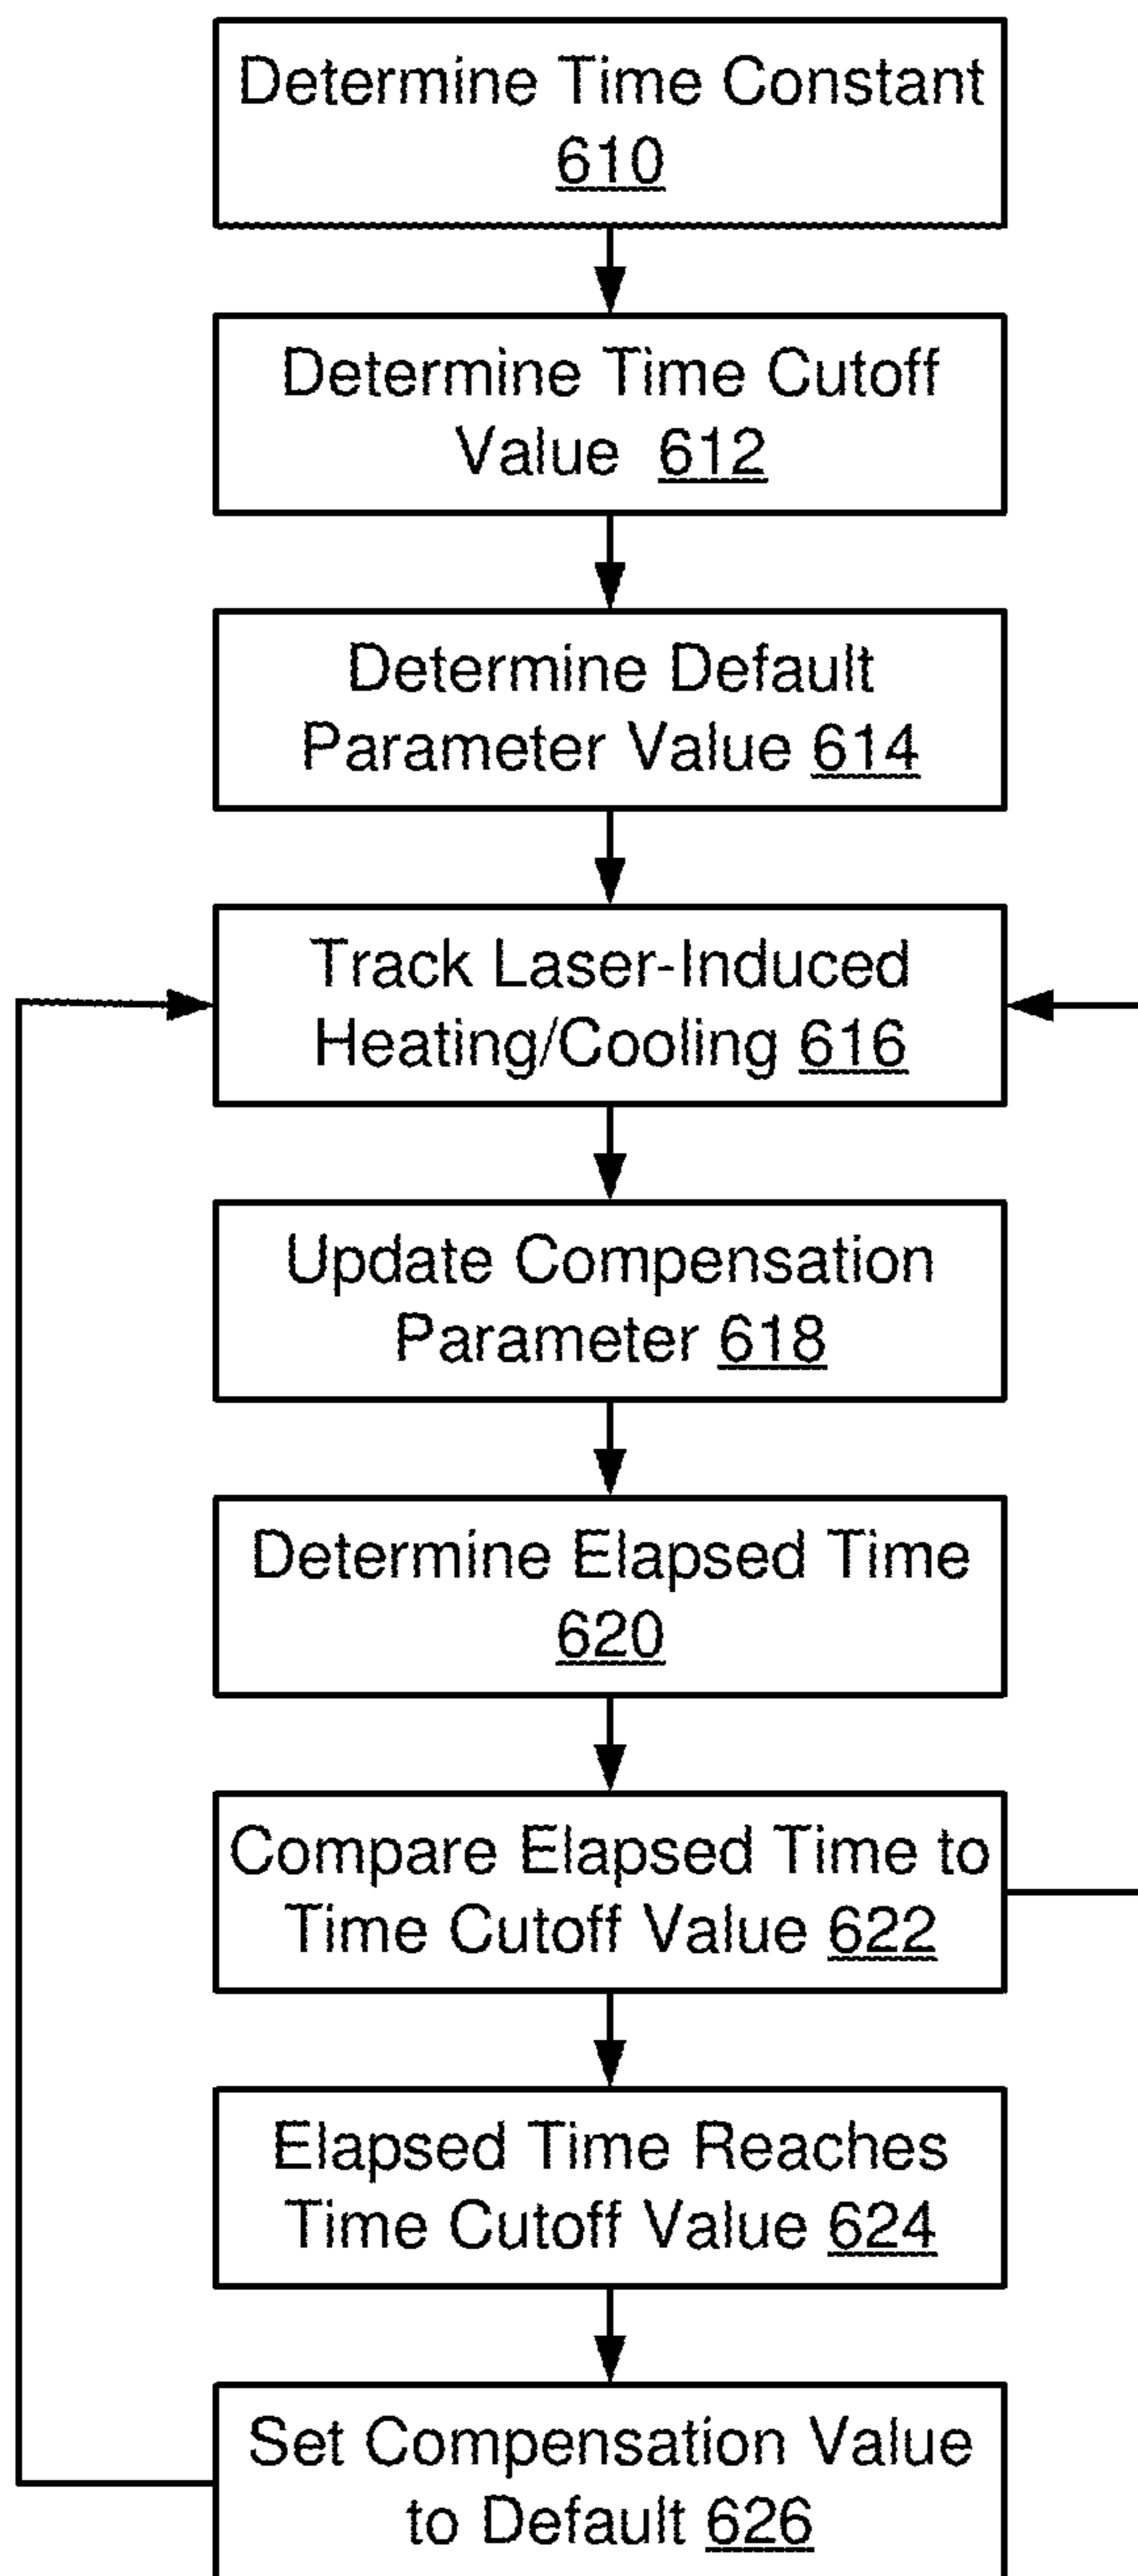 Determine Time Constant
610
Determine Time Cutoff
Value 612
Determine Default
Parameter Value 614
Track Laser-Induced
Heating/Cooling 616
Update Compensation
Parameter 618
Determine Elapsed Time
620
Compare Elapsed Time to
Time Cutoff Value 622
Elapsed Time Reaches
Time Cutoff Value 624
Set Compensation Value
to Default 626